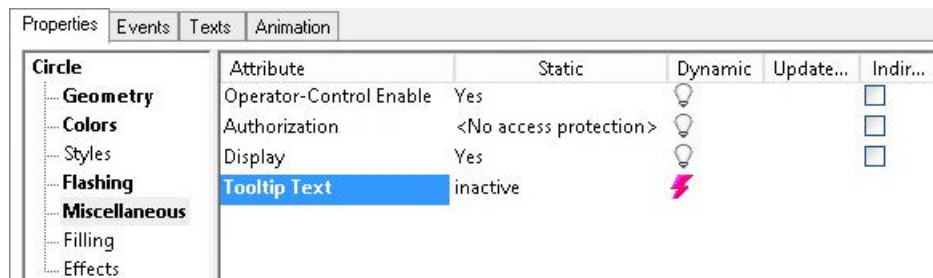 Properties Events Texts Animation
Circle Attribute Static Dynamic Update... Indir...
Geometry Operator-Control Enable Yes
Colors Authorization <No access protection>
Styles Display Yes
Flashing Tooltip Text inactive
Miscellaneous
Filling
Effects